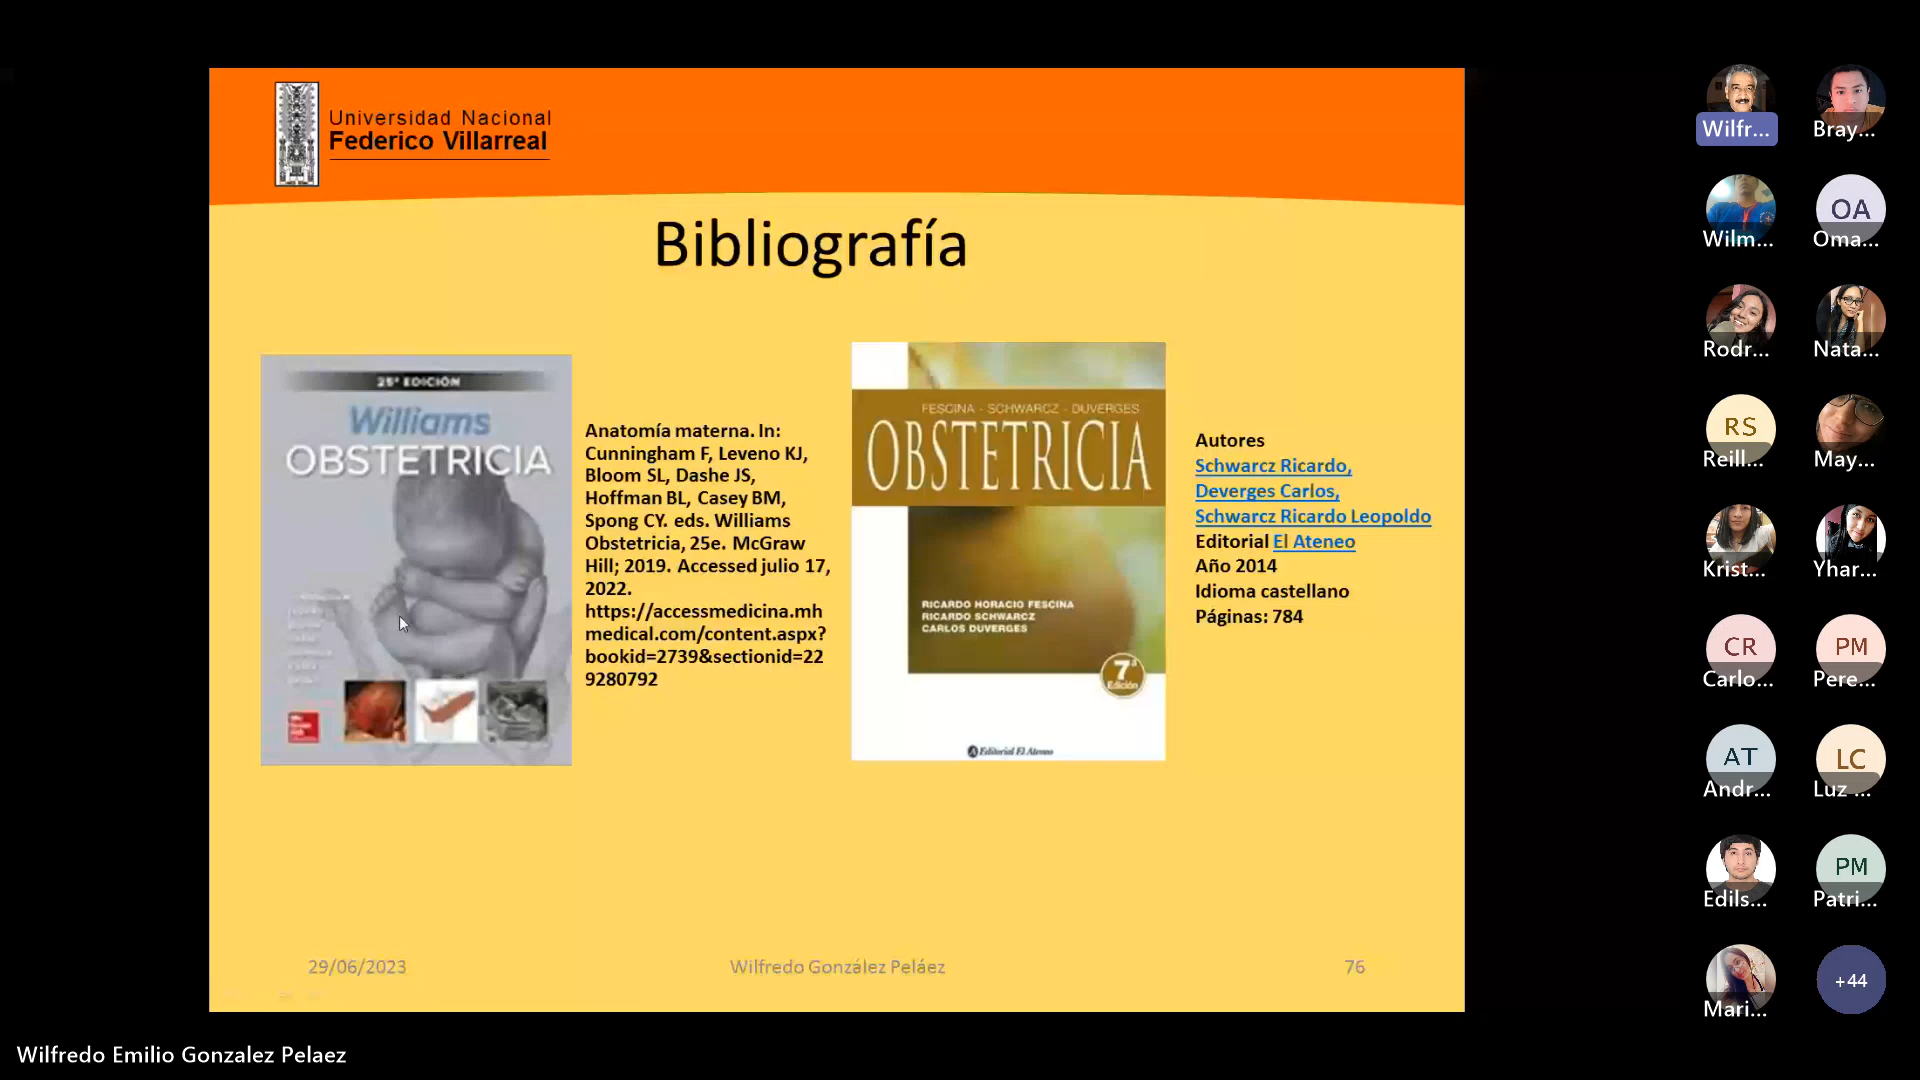 Universidad Nacional
Federico Villarreal
Bibliografía
25ª EDICIÓN
Williams
OBSTETRICIA
Anatomía materna. In:
Cunningham F, Leveno KJ,
Bloom SL, Dashe JS,
Hoffman BL, Casey BM,
Spong CY. eds. Williams
Obstetricia, 25e. McGraw
Hill; 2019. Accessed julio 17,
2022.
https://accessmedicina.mh
medical.com/content.aspx?
bookid=2739&sectionid=22
9280792
FESCINA - SCHWARCZ - DUVERGES
OBSTETRICIA
RICARDO HORACIO FESCINA
RICARDO SCHWARCZ
CARLOS DUVERGES
7ª
Edición
Editorial El Ateneo
Autores
Schwarcz Ricardo,
Deverges Carlos,
Schwarcz Ricardo Leopoldo
Editorial El Ateneo
Año 2014
Idioma castellano
Páginas: 784
29/06/2023
Wilfredo González Peláez
76
Wilfredo Emilio Gonzalez Pelaez
Wilfr...
Bray...
Wilm...
OA
Oma...
Rodr...
Nata...
RS
Reill...
May...
Krist...
Yhar...
CR
Carlo...
PM
Pere...
AT
Andr...
LC
Luz ...
Edils...
PM
Patri...
Mari...
+44